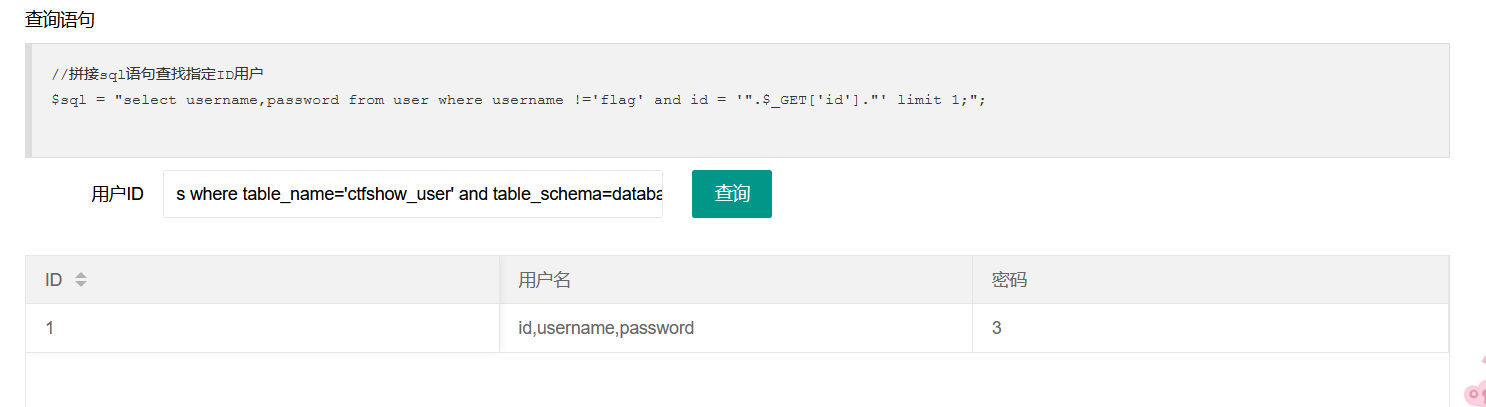 查询语句
//拼接sql语句查找指定ID用户
$sql = "select username,password from user where username !='flag' and id = '".$_GET['id']."' limit 1;";
用户ID s where table_name='ctfshow_user' and table_schema=databa 查询
ID 用户名 密码
1 id,username,password 3